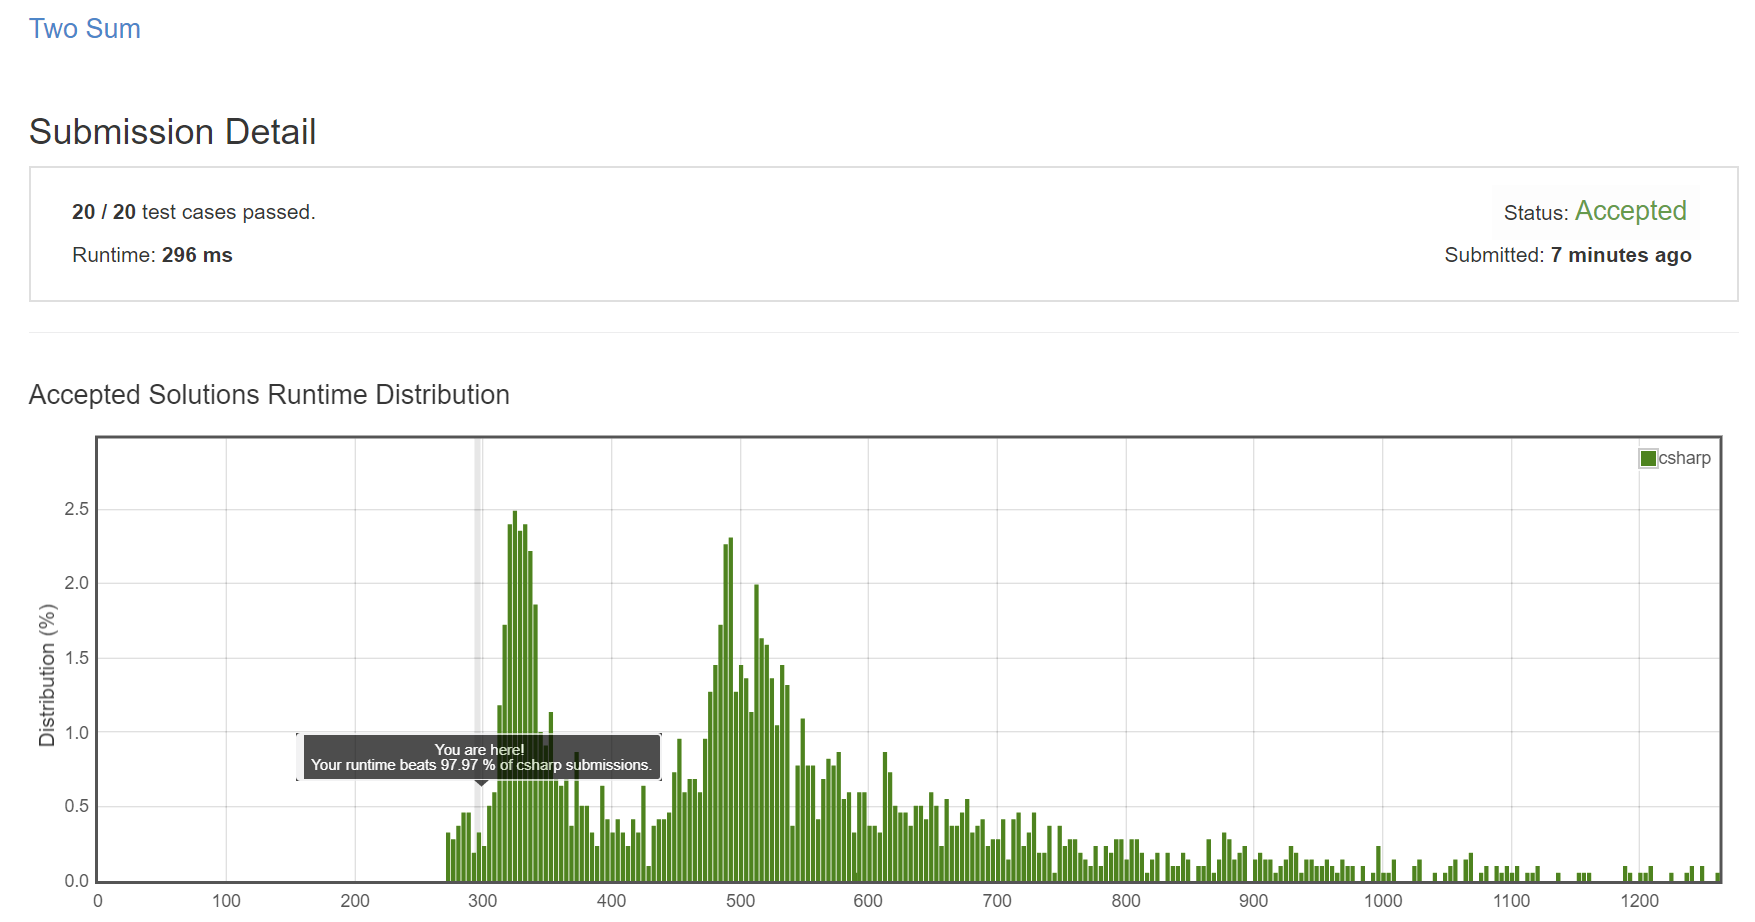 Two Sum
Submission Detail
20 / 20 test cases passed.
Status: Accepted
Runtime: 296 ms
Submitted: 7 minutes ago
Accepted Solutions Runtime Distribution
csharp
2.5
2.0
1.5
1.0
0.5
0.0
Distribution (%)
You are here!
Your runtime beats 97.97 % of csharp submissions.
0 100 200 300 400 500 600 700 800 900 1000 1100 1200